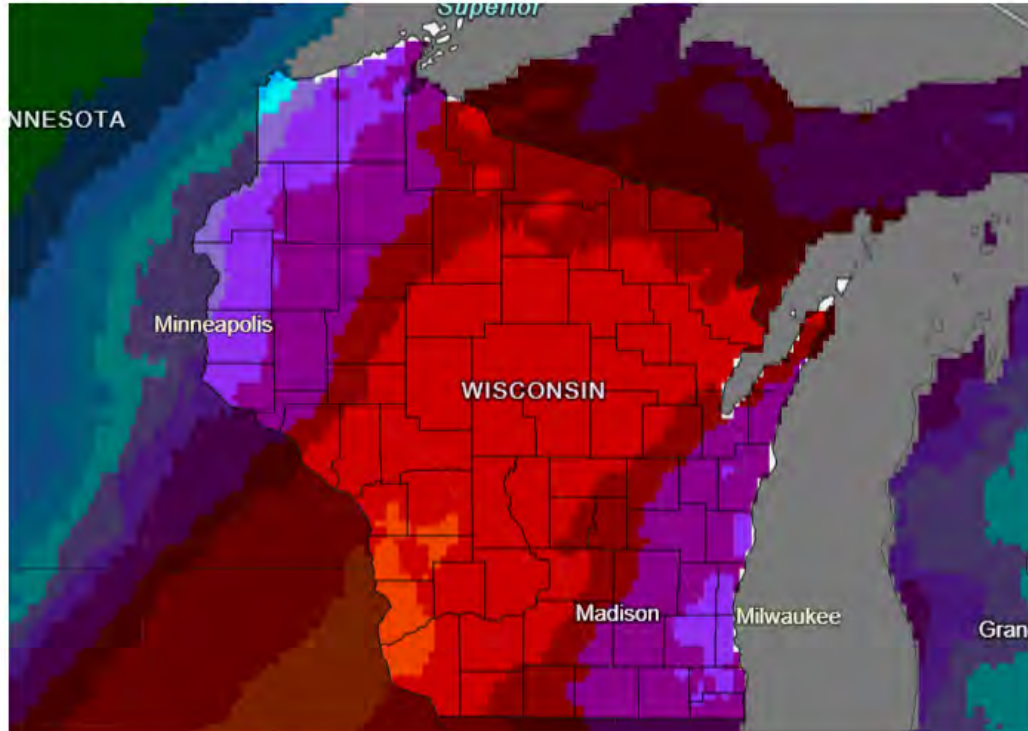 Superior
NNESOTA
Minneapolis
WISCONSIN
Madison
Milwaukee
Gran